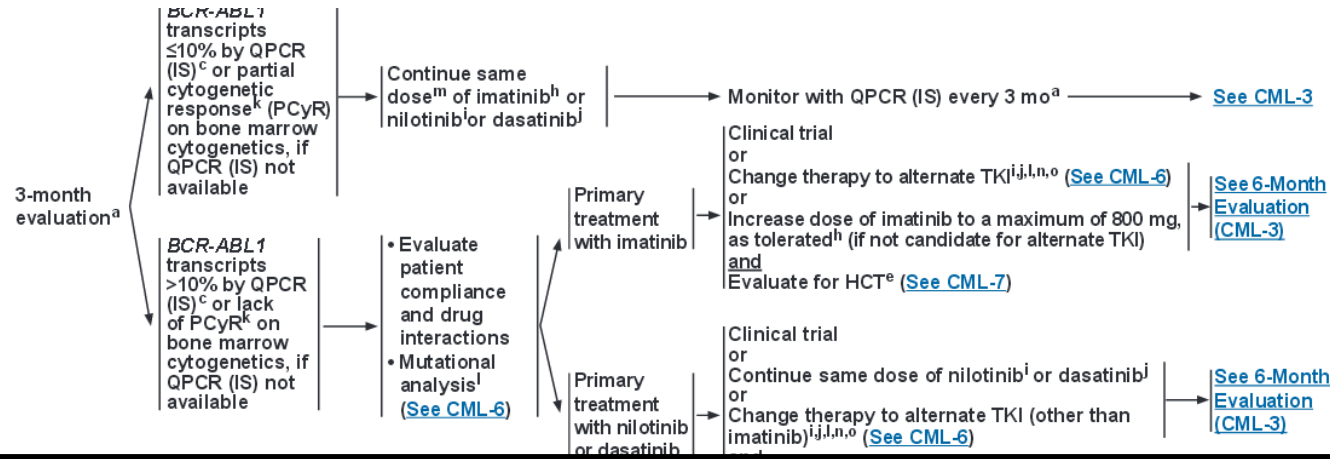 BCR-ABL1
transcripts
≤10% by QPCR
(IS)c or partial
cytogenetic
responsek (PCyR)
on bone marrow
cytogenetics, if
QPCR (IS) not
available
Continue same
dosem of imatinibh or
nilotinibi or dasatinibj
Monitor with QPCR (IS) every 3 moa
See CML-3
3-month
evaluationa
BCR-ABL1
transcripts
>10% by QPCR
(IS)c or lack
of PCyRk on
bone marrow
cytogenetics, if
QPCR (IS) not
available
• Evaluate
patient
compliance
and drug
interactions
• Mutational
analysisl
(See CML-6)
Primary
treatment
with imatinib
Clinical trial
or
Change therapy to alternate TKIi,j,l,n,o (See CML-6)
or
Increase dose of imatinib to a maximum of 800 mg,
as toleratedh (if not candidate for alternate TKI)
and
Evaluate for HCTe (See CML-7)
See 6-Month
Evaluation
(CML-3)
Primary
treatment
with nilotinib
or dasatinib
Clinical trial
or
Continue same dose of nilotinibi or dasatinibj
or
Change therapy to alternate TKI (other than
imatinib)i,j,l,n,o (See CML-6)
and
See 6-Month
Evaluation
(CML-3)